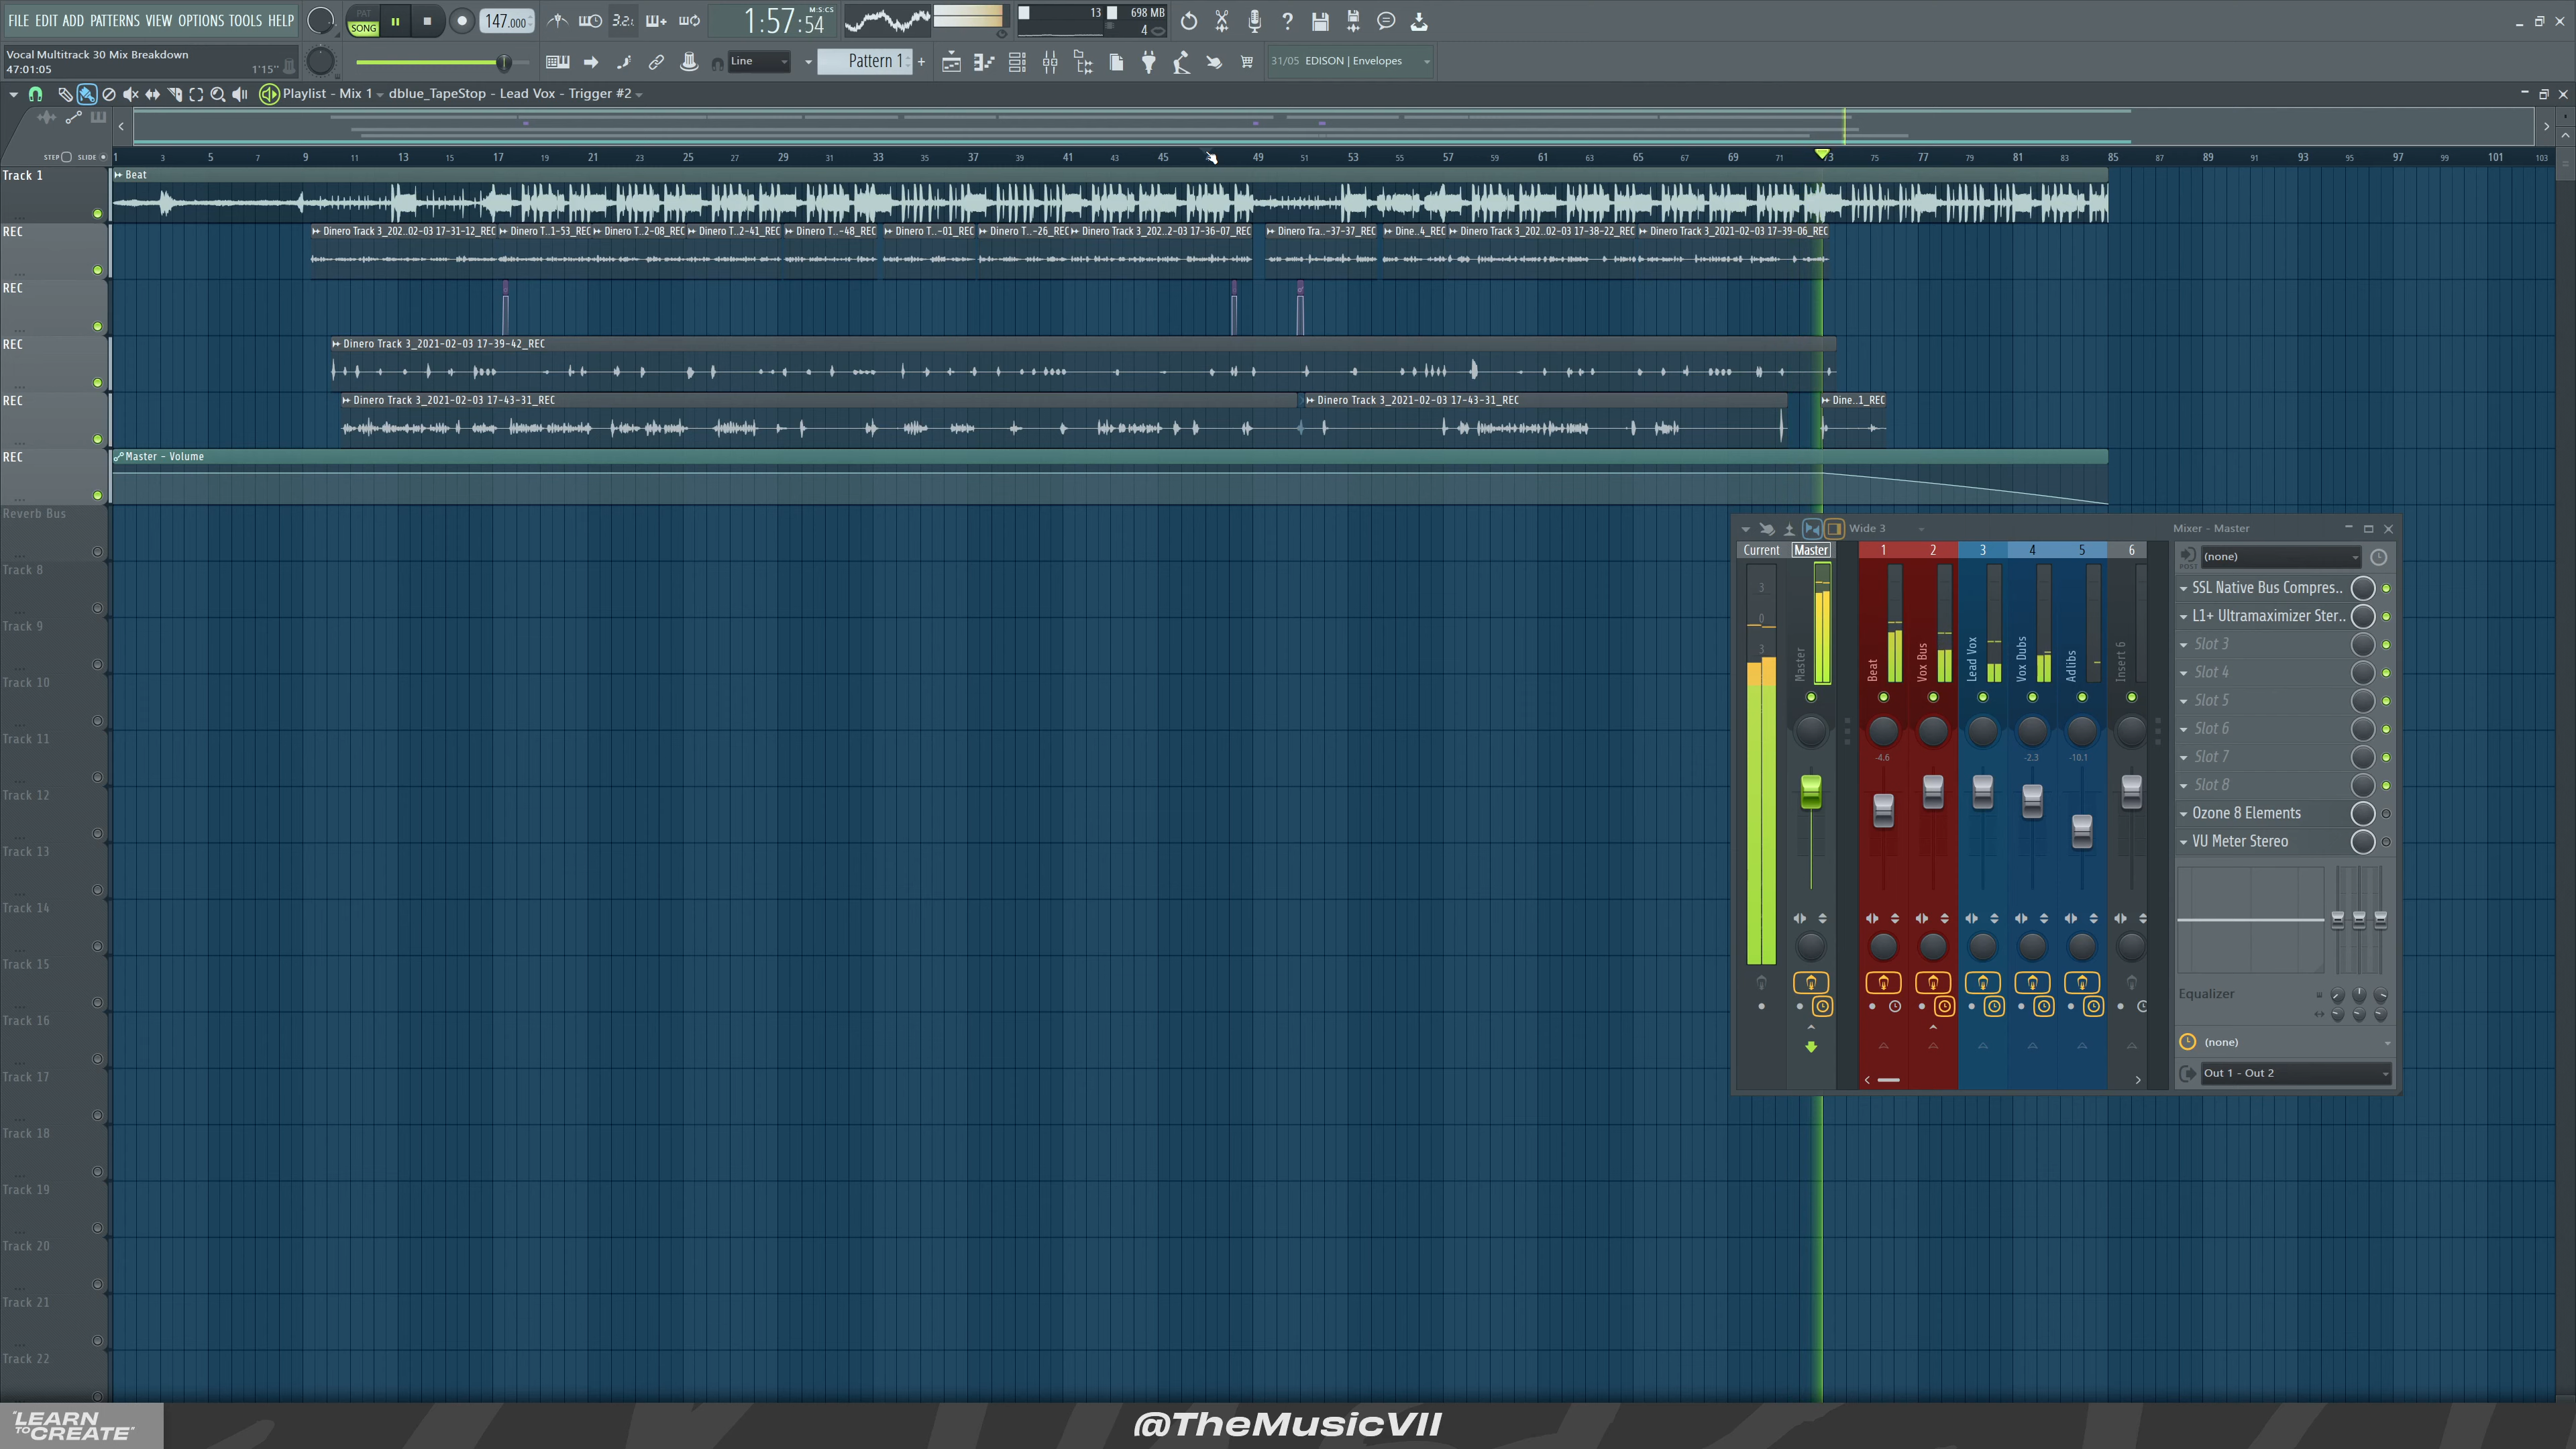 FILE EDIT ADD PATTERNS VIEW OPTIONS TOOLS HELP
PAT
SONG
147.000
3.2.
1:57:54
M:S:CS
13
698 MB
4
Vocal Multitrack 30 Mix Breakdown
47:01:05
1'15"
Line
Pattern 1
31/05 EDISON | Envelopes
Playlist - Mix 1
dblue_TapeStop - Lead Vox - Trigger #2
STEP
SLIDE
1 3 5 7 9 11 13 15 17 19 21 23 25 27 29 31 33 35 37 39 41 43 45 49 51 53 55 57 59 61 63 65 67 69 71 73 75 77 79 81 83 85 87 89 91 93 95 97 99 101 103
Track 1
Beat
REC
Dinero Track 3_202..02-03 17-31-12_REC
Dinero T..1-53_REC
Dinero T..2-08_REC
Dinero T..2-41_REC
Dinero T..-48_REC
Dinero T..-01_REC
Dinero T..-26_REC
Dinero Track 3_202..2-03 17-36-07_REC
Dinero Tra..-37-37_REC
Dine..4_REC
Dinero Track 3_202..02-03 17-38-22_REC
Dinero Track 3_2021-02-03 17-39-06_REC
REC
REC
Dinero Track 3_2021-02-03 17-39-42_REC
REC
Dinero Track 3_2021-02-03 17-43-31_REC
Dinero Track 3_2021-02-03 17-43-31_REC
Dine..1_REC
REC
Master - Volume
Reverb Bus
Track 8
Track 9
Track 10
Track 11
Track 12
Track 13
Track 14
Track 15
Track 16
Track 17
Track 18
Track 19
Track 20
Track 21
Track 22
Wide 3
Mixer - Master
Current
Master
1 2 3 4 5 6
3
0
3
Master
Beat
Vox Bus
Lead Vox
Vox Dubs
Adlibs
Insert 6
-4.6
-2.3
-10.1
POST
(none)
SSL Native Bus Compres..
L1+ Ultramaximizer Ster..
Slot 3
Slot 4
Slot 5
Slot 6
Slot 7
Slot 8
Ozone 8 Elements
VU Meter Stereo
Equalizer
(none)
Out 1 - Out 2
"LEARN
TO CREATE"
@TheMusicVII